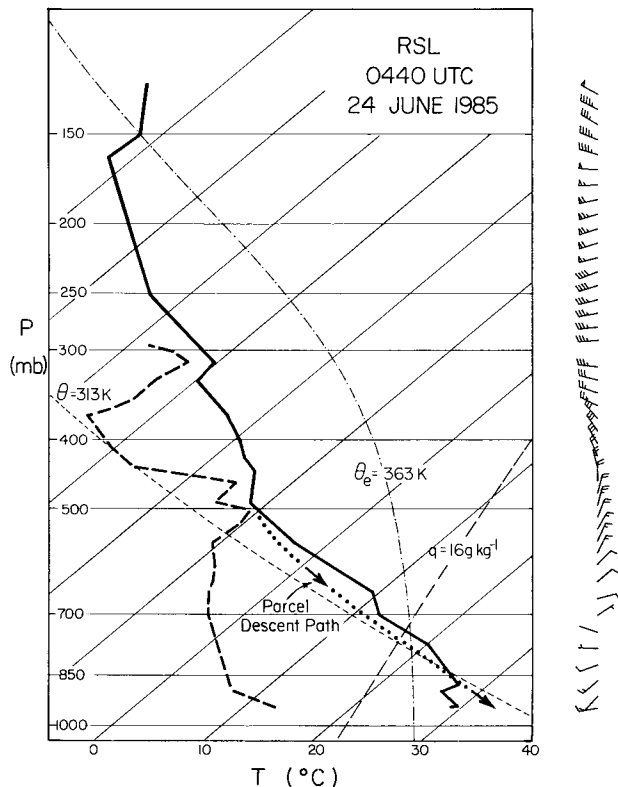 RSL
0440 UTC
24 JUNE 1985
150
200
250
P
(mb)
300
θ=313K
400
θe=363K
500
q=16g kg⁻¹
Parcel
Descent Path
700
850
1000
0 10 20 30 40
T (°C)